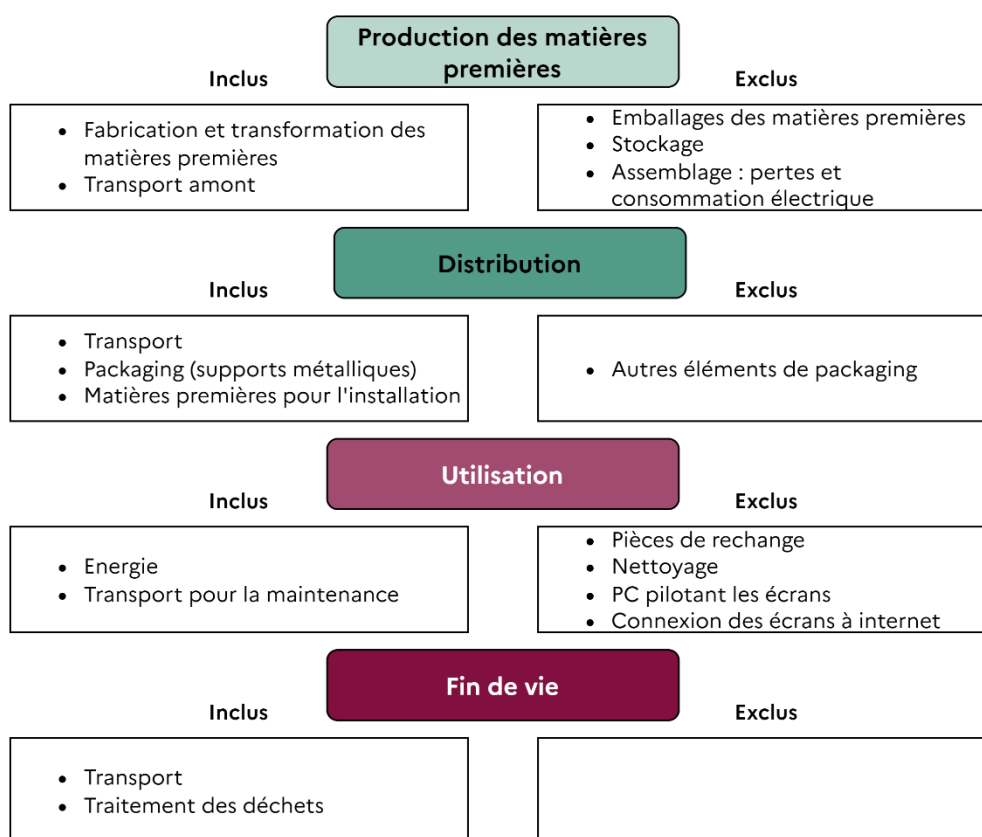 Production des matières
premières
Inclus
Exclus
• Fabrication et transformation des
matières premières
• Transport amont
• Emballages des matières premières
• Stockage
• Assemblage : pertes et
consommation électrique
Distribution
Inclus
Exclus
• Transport
• Packaging (supports métalliques)
• Matières premières pour l'installation
• Autres éléments de packaging
Utilisation
Inclus
Exclus
• Energie
• Transport pour la maintenance
• Pièces de rechange
• Nettoyage
• PC pilotant les écrans
• Connexion des écrans à internet
Fin de vie
Inclus
Exclus
• Transport
• Traitement des déchets